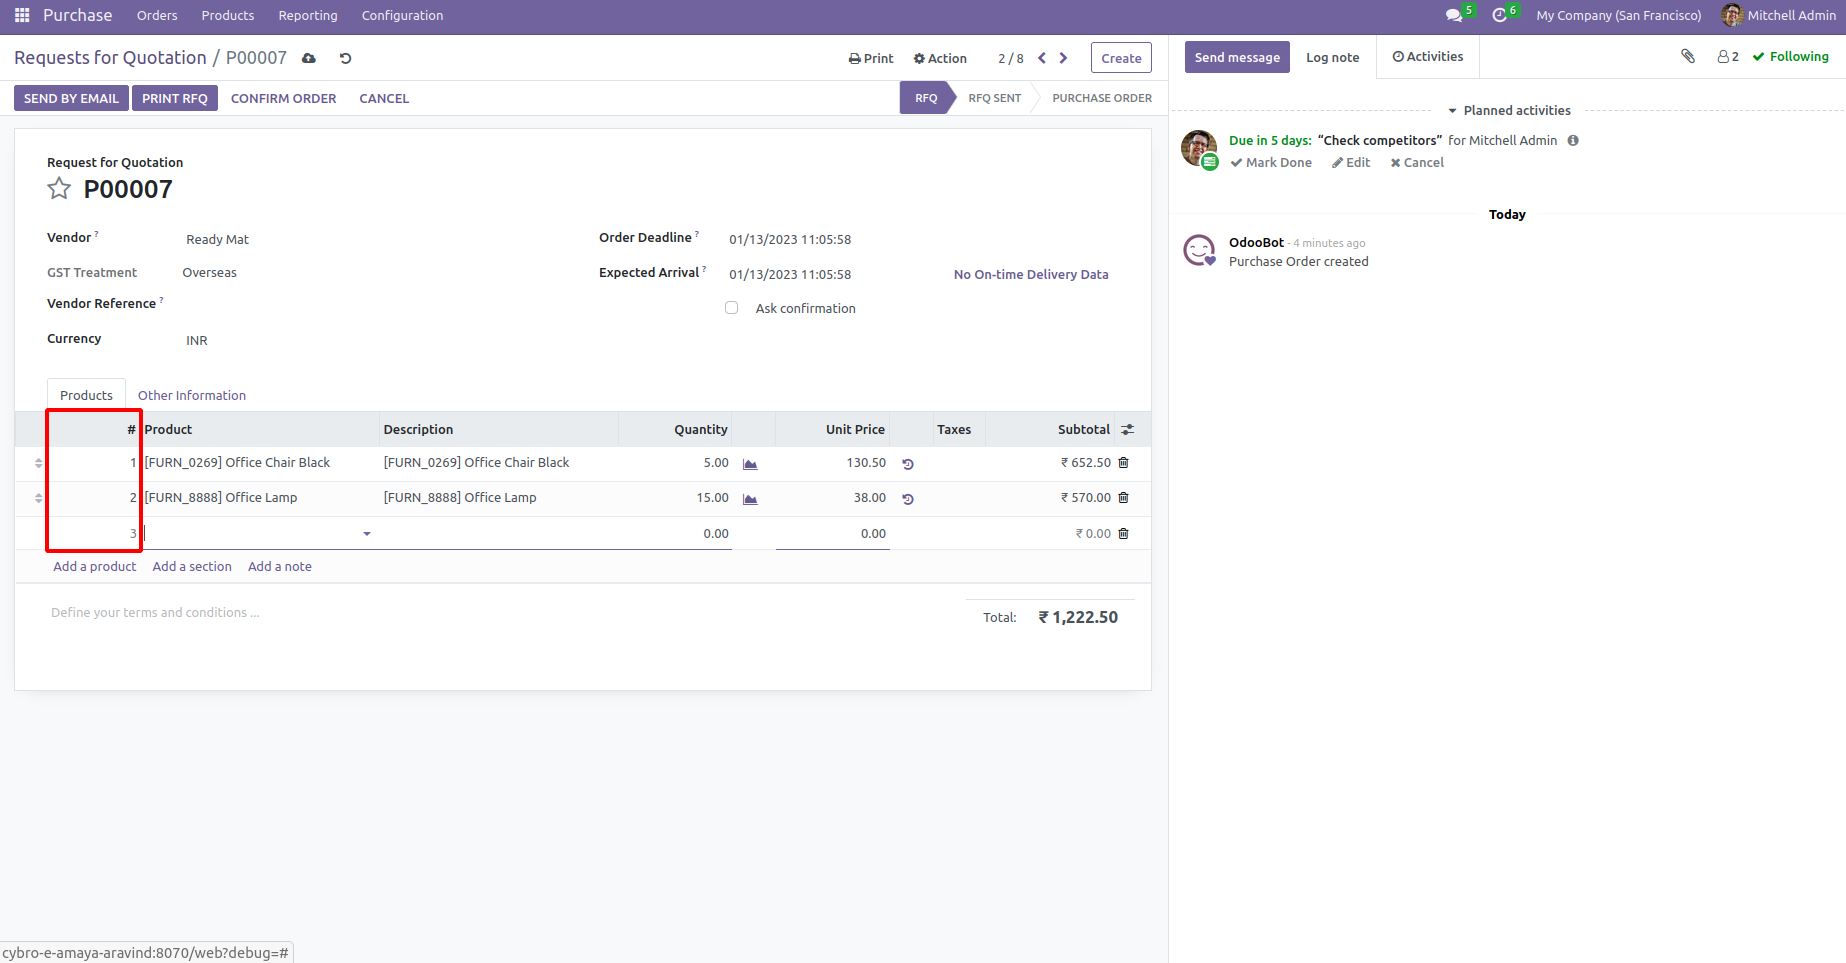 Purchase Orders Products Reporting Configuration 5 6 My Company (San Francisco) Mitchell Admin
Requests for Quotation / P00007 Print Action 2 / 8 Create
SEND BY EMAIL PRINT RFQ CONFIRM ORDER CANCEL RFQ RFQ SENT PURCHASE ORDER
Request for Quotation
P00007
Vendor ? Ready Mat Order Deadline ? 01/13/2023 11:05:58
GST Treatment Overseas Expected Arrival ? 01/13/2023 11:05:58 No On-time Delivery Data
Vendor Reference ? Ask confirmation
Currency INR
Products Other Information
# Product Description Quantity Unit Price Taxes Subtotal
1 [FURN_0269] Office Chair Black [FURN_0269] Office Chair Black 5.00 130.50 ₹ 652.50
2 [FURN_8888] Office Lamp [FURN_8888] Office Lamp 15.00 38.00 ₹ 570.00
3 0.00 0.00 ₹ 0.00
Add a product Add a section Add a note
Define your terms and conditions ... Total: ₹ 1,222.50
Send message Log note Activities 2 Following
Planned activities
Due in 5 days: “Check competitors” for Mitchell Admin
Mark Done Edit Cancel
Today
OdooBot - 4 minutes ago
Purchase Order created
cybro-e-amaya-aravind:8070/web?debug=#